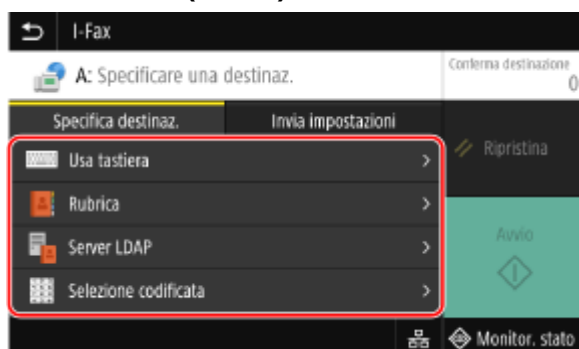 I-Fax
A: Specificare una destinaz.
Conferma destinazione
0
Specifica destinaz.
Invia impostazioni
Usa tastiera
Rubrica
Server LDAP
Selezione codificata
Ripristina
Avvio
Monitor. stato